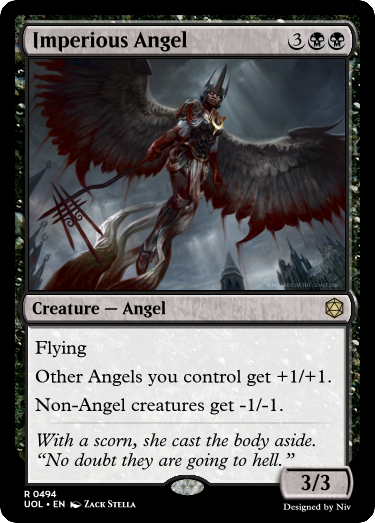 Imperious Angel 3
Creature — Angel
Flying
Other Angels you control get +1/+1.
Non-Angel creatures get -1/-1.
With a scorn, she cast the body aside.
“No doubt they are going to hell.”
3/3
R 0494
UOL • EN Zack Stella
Designed by Niv